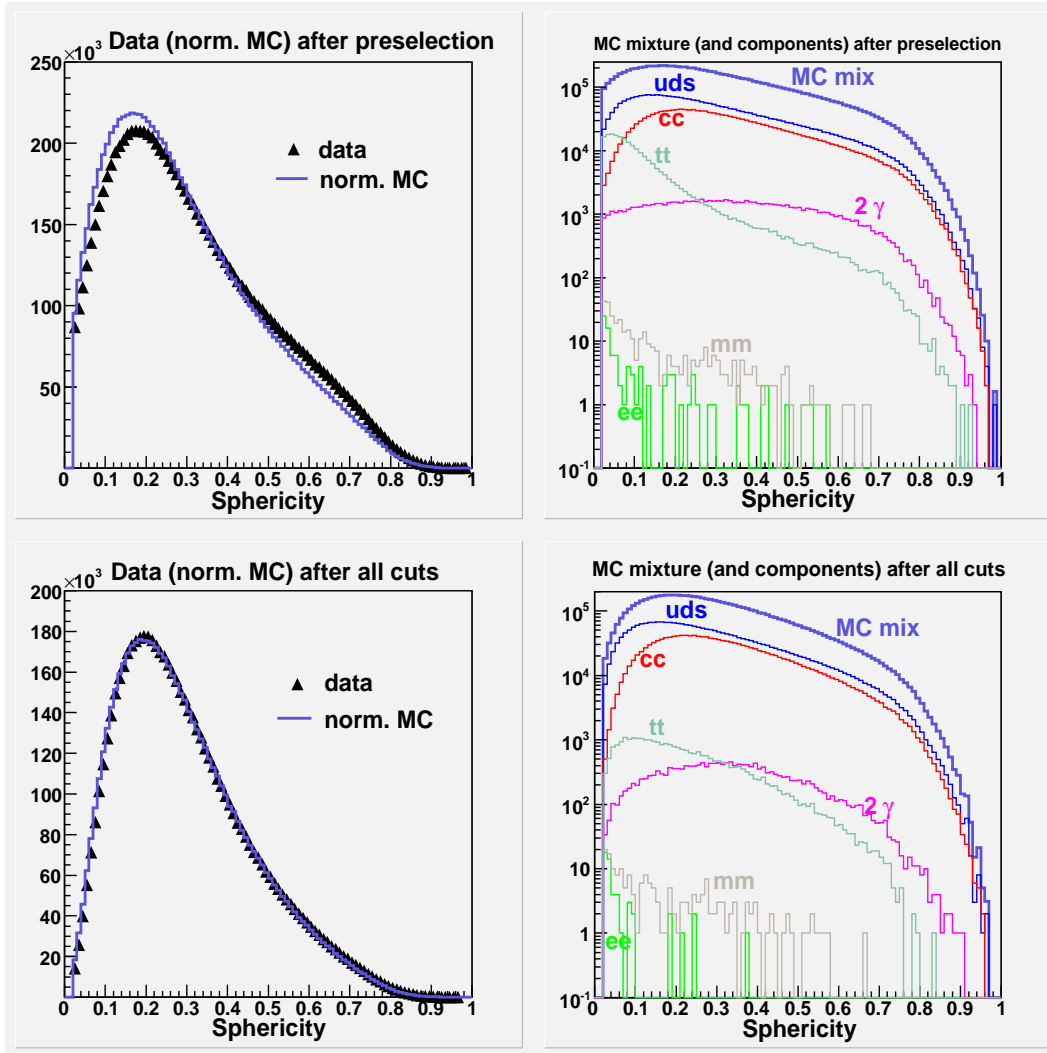 Data (norm. MC) after preselection
×10³
250
200
150
100
50
data
norm. MC
0 0.1 0.2 0.3 0.4 0.5 0.6 0.7 0.8 0.9 1
Sphericity
MC mixture (and components) after preselection
10⁵
10⁴
10³
10²
10
1
10⁻¹
MC mix
uds
cc
tt
2 γ
mm
ee
0 0.1 0.2 0.3 0.4 0.5 0.6 0.7 0.8 0.9 1
Sphericity
Data (norm. MC) after all cuts
×10³
200
180
160
140
120
100
80
60
40
20
data
norm. MC
0 0.1 0.2 0.3 0.4 0.5 0.6 0.7 0.8 0.9 1
Sphericity
MC mixture (and components) after all cuts
10⁵
10⁴
10³
10²
10
1
10⁻¹
uds
MC mix
cc
tt
2 γ
mm
ee
0 0.1 0.2 0.3 0.4 0.5 0.6 0.7 0.8 0.9 1
Sphericity